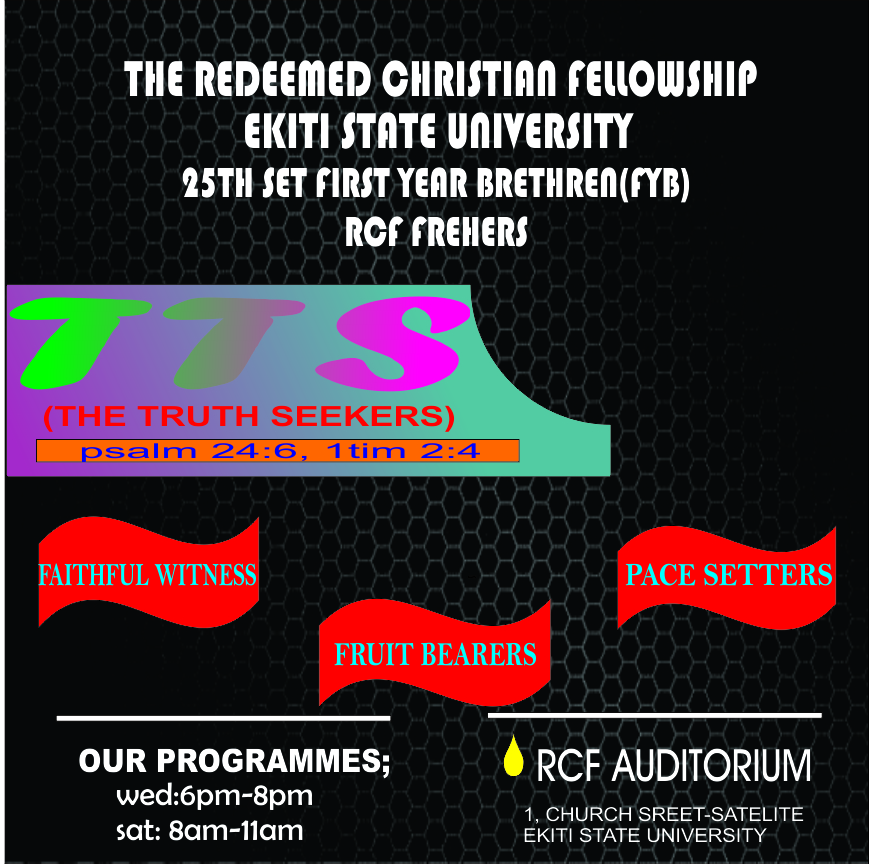 THE REDEEMED CHRISTIAN FELLOWSHIP
EKITI STATE UNIVERSITY
25TH SET FIRST YEAR BRETHREN(FYB)
RCF FREHERS
TTS
(THE TRUTH SEEKERS)
psalm 24:6, 1tim 2:4
FAITHFUL WITNESS
PACE SETTERS
FRUIT BEARERS
OUR PROGRAMMES;
wed:6pm-8pm
sat: 8am-11am
RCF AUDITORIUM
1, CHURCH SREET-SATELITE
EKITI STATE UNIVERSITY